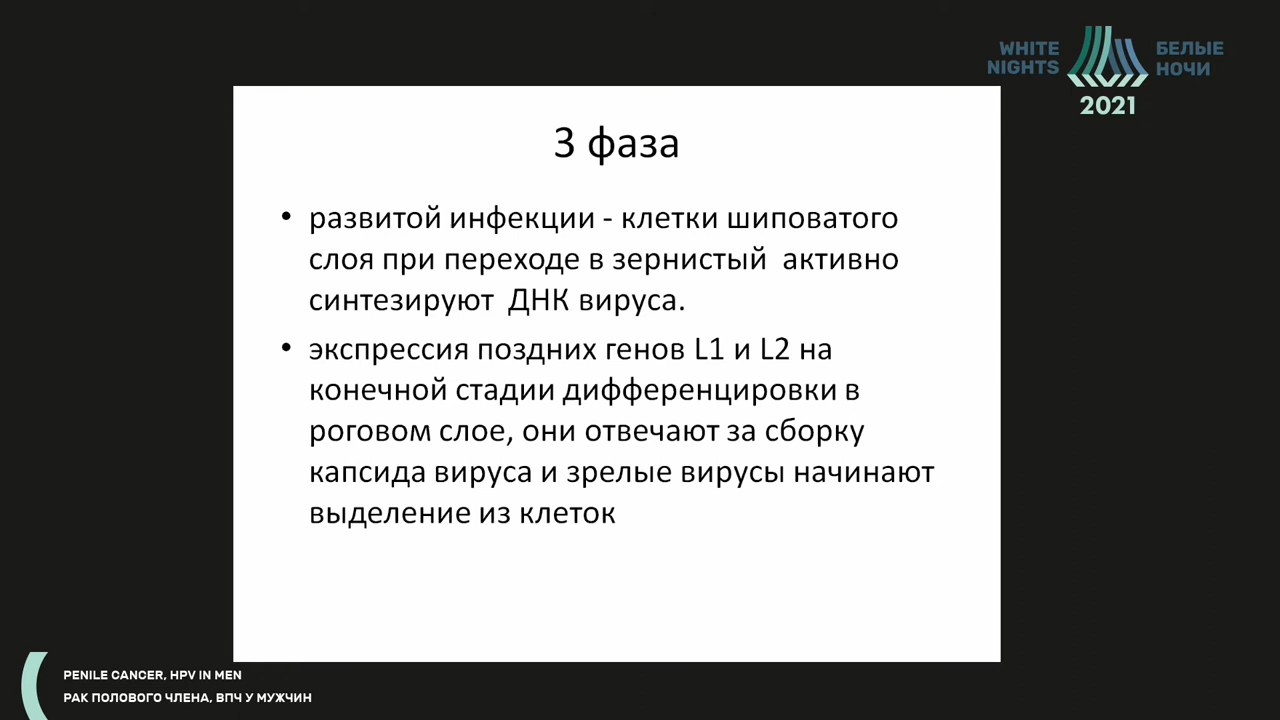 WHITE
NIGHTS
БЕЛЫЕ
НОЧИ
2021
3 фаза
• развитой инфекции - клетки шиповатого
слоя при переходе в зернистый активно
синтезируют ДНК вируса.
• экспрессия поздних генов L1 и L2 на
конечной стадии дифференцировки в
роговом слое, они отвечают за сборку
капсида вируса и зрелые вирусы начинают
выделение из клеток
PENILE CANCER, HPV IN MEN
РАК ПОЛОВОГО ЧЛЕНА, ВПЧ У МУЖЧИН